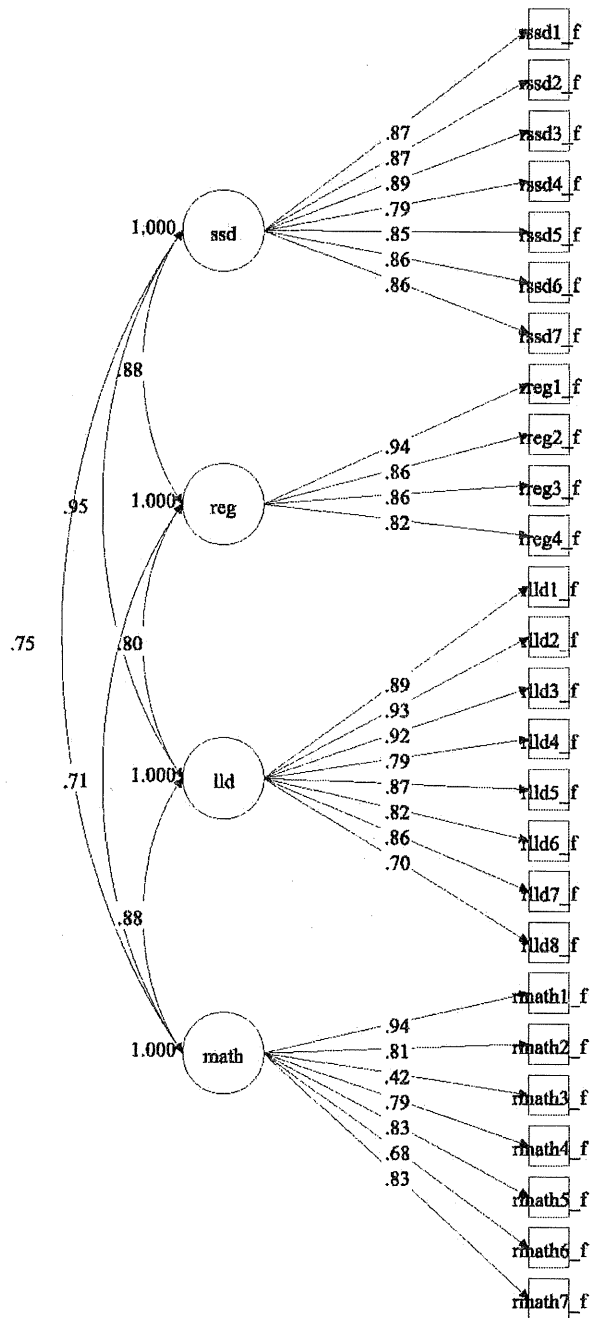 rssd1_f
rssd2_f
.87
rssd3_f
.87
.89
rssd4_f
.79
1,000 ssd .85 rssd5_f
.86
rssd6_f
.86
rssd7_f
.88
rreg1_f
.94
rreg2_f
.86
.95 1.000 reg .86 rreg3_f
.82
rreg4_f
rlld1_f
.75 .80
rlld2_f
.89
rlld3_f
.93
.92
rlld4_f
.71 1.000 lld .79
.87 rlld5_f
.82
rlld6_f
.86
.70
rlld7_f
.88
rlld8_f
rmath1_f
.94
1.000 math .81 rmath2_f
.42
rmath3_f
.79
.83
rmath4_f
.68
.83
rmath5_f
rmath6_f
rmath7_f